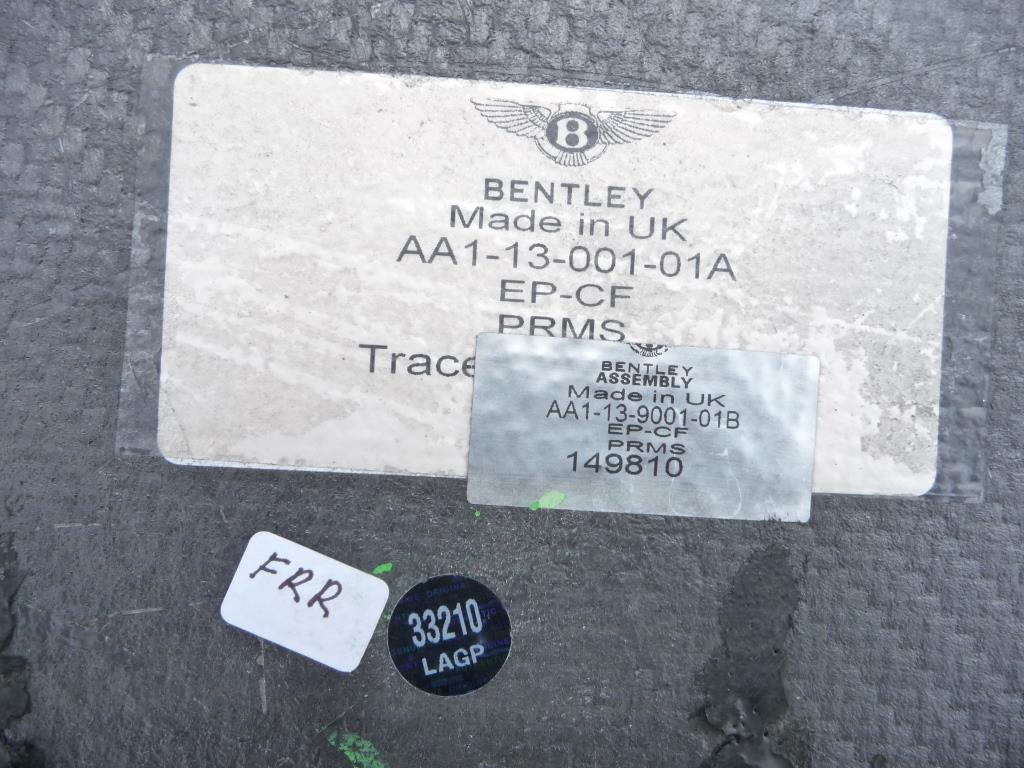 B
BENTLEY
Made in UK
AA1-13-001-01A
EP-CF
PRMS
Trace
BENTLEY
ASSEMBLY
Made in UK
AA1-13-9001-01B
EP-CF
PRMS
149810
FRR
33210
LAGP